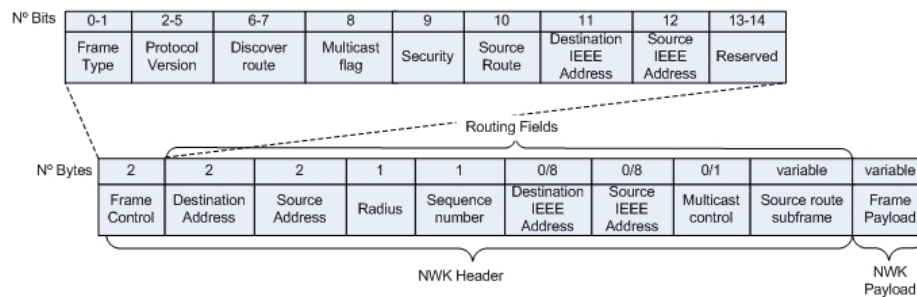 Nº Bits
0-1 2-5 6-7 8 9 10 11 12 13-14
Frame Type
Protocol Version
Discover route
Multicast flag
Security
Source Route
Destination IEEE Address
Source IEEE Address
Reserved
Routing Fields
Nº Bytes
2 2 2 1 1 0/8 0/8 0/1 variable variable
Frame Control
Destination Address
Source Address
Radius
Sequence number
Destination IEEE Address
Source IEEE Address
Multicast control
Source route subframe
Frame Payload
NWK Header
NWK Payload